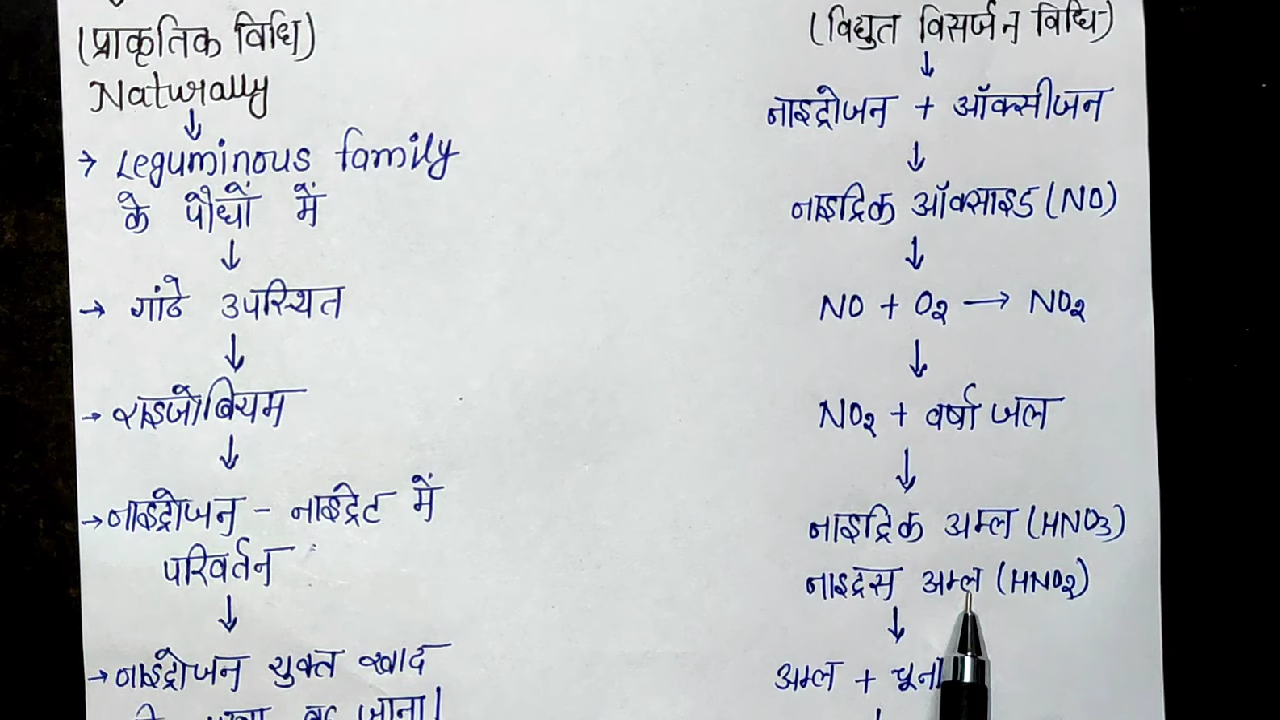 (प्राकृतिक विधि)
Naturally
↓
→ Leguminous family
के पौधों में
↓
→ गांठे उपस्थित
↓
→ राइजोबियम
↓
→ नाइट्रोजन - नाइट्रेट में
परिवर्तन
↓
→ नाइट्रोजन युक्त खाद
जाना।
(विद्युत विसर्जन विधि)
↓
नाइट्रोजन + ऑक्सीजन
↓
नाइट्रिक ऑक्साइड (NO)
↓
NO + O₂ → NO₂
↓
NO₂ + वर्षा जल
↓
नाइट्रिक अम्ल (HNO₃)
नाइट्रस अम्ल (HNO₂)
↓
अम्ल + चूना